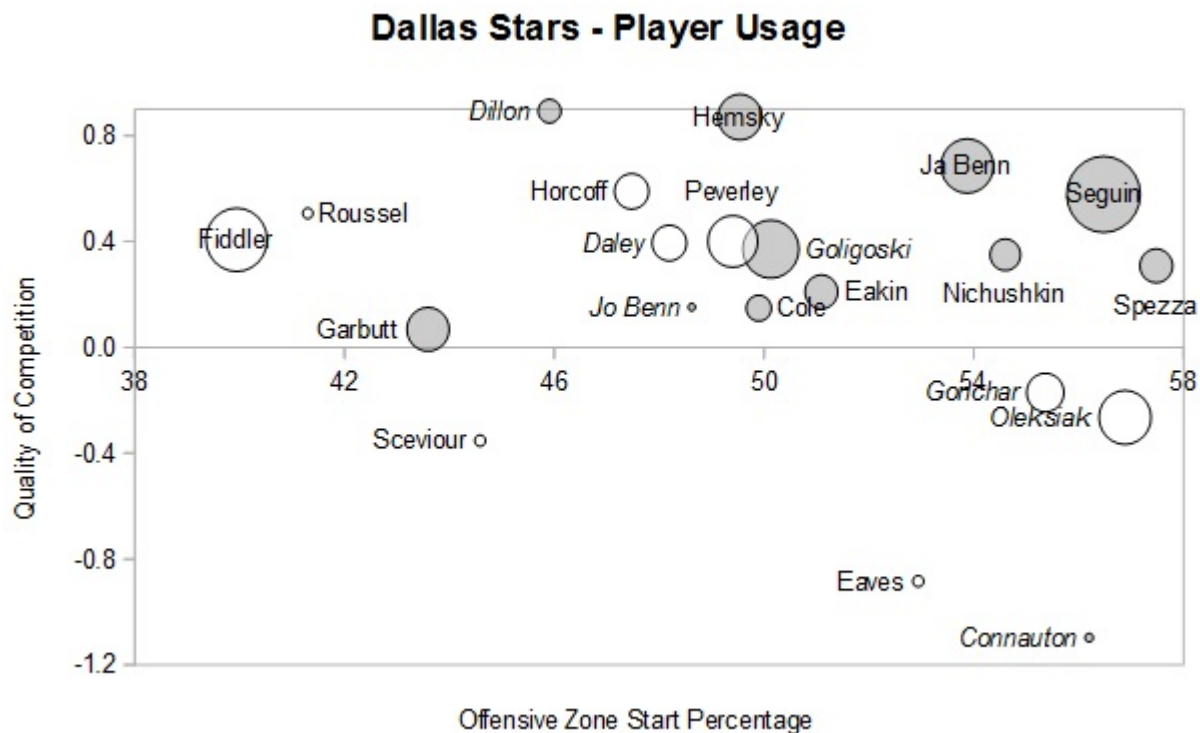 Dallas Stars - Player Usage
Dillon
Hemsky
0.8
Ja Benn
Horcoff
Peverley
Seguin
Roussel
Fiddler
Daley
Goligoski
0.4
Jo Benn
Cole
Eakin
Nichushkin
Spezza
Garbutt
0.0
38
42
46
50
54
58
Gonchar
Oleksiak
Sceviour
-0.4
-0.8
Eaves
Connauton
-1.2
Quality of Competition
Offensive Zone Start Percentage